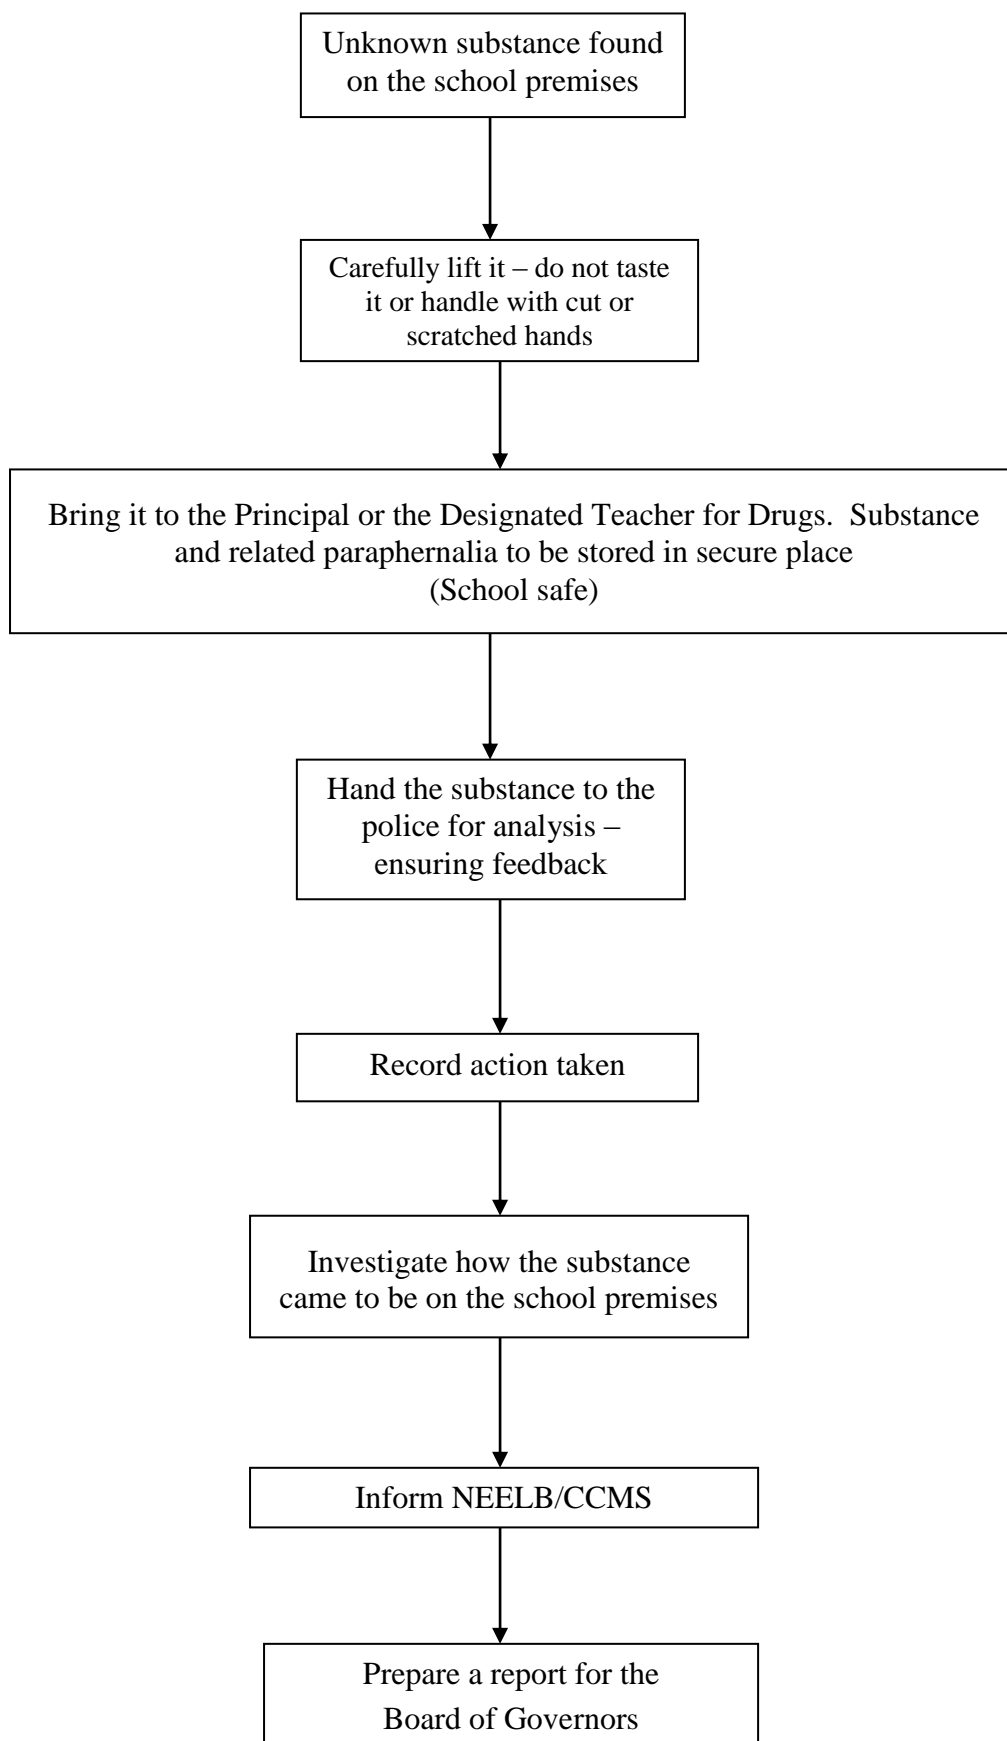 Unknown substance found
on the school premises
Carefully lift it – do not taste
it or handle with cut or
scratched hands
Bring it to the Principal or the Designated Teacher for Drugs.  Substance
and related paraphernalia to be stored in secure place
(School safe)
Hand the substance to the
police for analysis –
ensuring feedback
Record action taken
Investigate how the substance
came to be on the school premises
Inform NEELB/CCMS
Prepare a report for the
Board of Governors